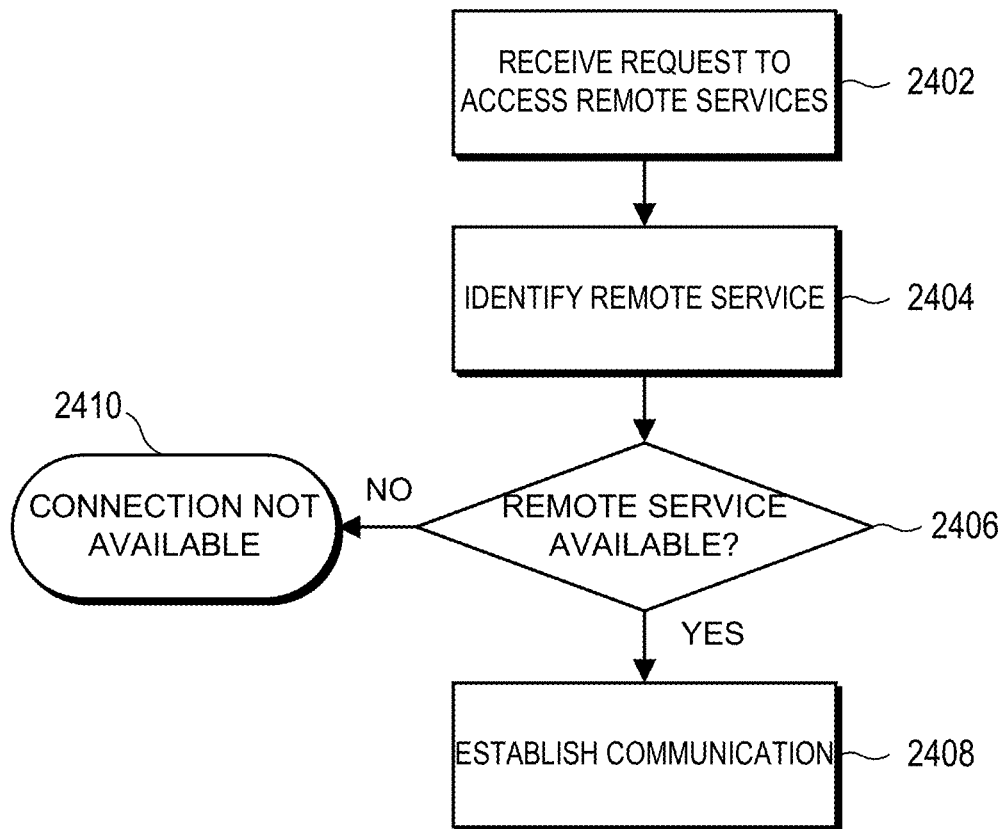 RECEIVE REQUEST TO
ACCESS REMOTE SERVICES
2402
IDENTIFY REMOTE SERVICE
2404
2410
CONNECTION NOT
AVAILABLE
NO
REMOTE SERVICE
AVAILABLE?
2406
YES
ESTABLISH COMMUNICATION
2408